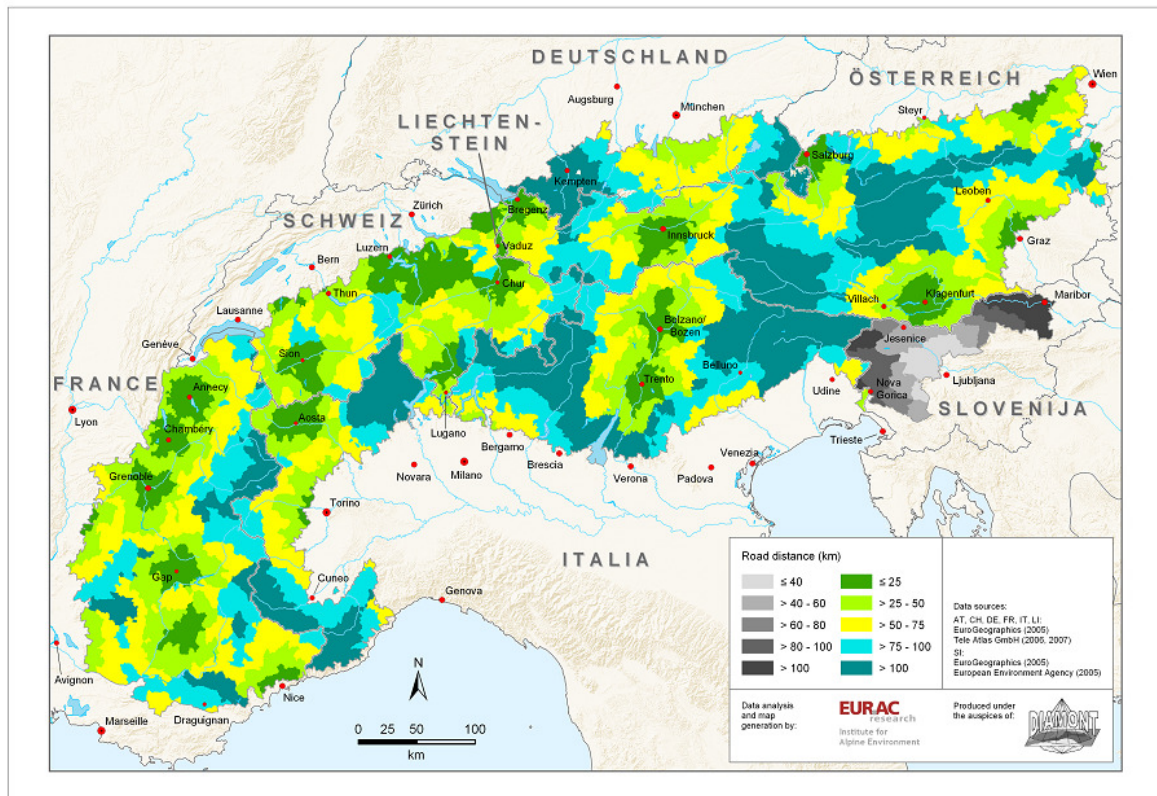 DEUTSCHLAND
ÖSTERREICH
Wien
Augsburg
München
Steyr
LIECHTEN-
STEIN
Salzburg
Kempten
Leoben
Bregenz
Zürich
SCHWEIZ
Innsbruck
Graz
Luzern
Vaduz
Bern
Chur
Thun
Villach
Klagenfurt
Maribor
Lausanne
Bolzano/
Bozen
Jesenice
Genève
Sion
FRANCE
Annecy
Trento
Belluno
Udine
Nova
Gorica
Ljubljana
SLOVENIJA
Lyon
Aosta
Chambéry
Lugano
Bergamo
Trieste
Brescia
Novara
Milano
Verona
Padova
Venezia
Grenoble
Torino
ITALIA
Gap
Cuneo
Genova
Avignon
Nice
Marseille
Draguignan
N
0 25 50 100
km
Road distance (km)
≤ 40 ≤ 25
> 40 - 60 > 25 - 50
> 60 - 80 > 50 - 75
> 80 - 100 > 75 - 100
> 100 > 100
Data sources:
AT, CH, DE, FR, IT, LI:
EuroGeographics (2005)
Tele Atlas GmbH (2006, 2007)
SI:
EuroGeographics (2005)
European Environment Agency (2005)
Data analysis
and map
generation by:
EURAC
research
Institute for
Alpine Environment
Produced under
the auspices of:
DIAMONT